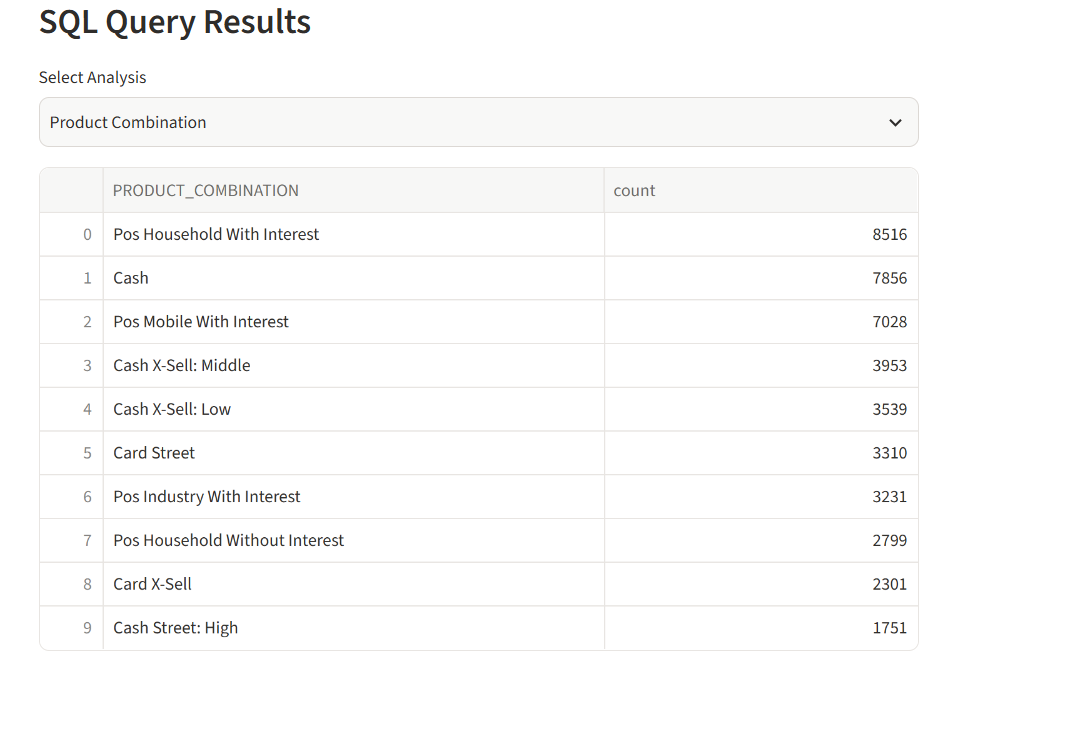 SQL Query Results
Select Analysis
Product Combination
PRODUCT_COMBINATION count
0 Pos Household With Interest 8516
1 Cash 7856
2 Pos Mobile With Interest 7028
3 Cash X-Sell: Middle 3953
4 Cash X-Sell: Low 3539
5 Card Street 3310
6 Pos Industry With Interest 3231
7 Pos Household Without Interest 2799
8 Card X-Sell 2301
9 Cash Street: High 1751